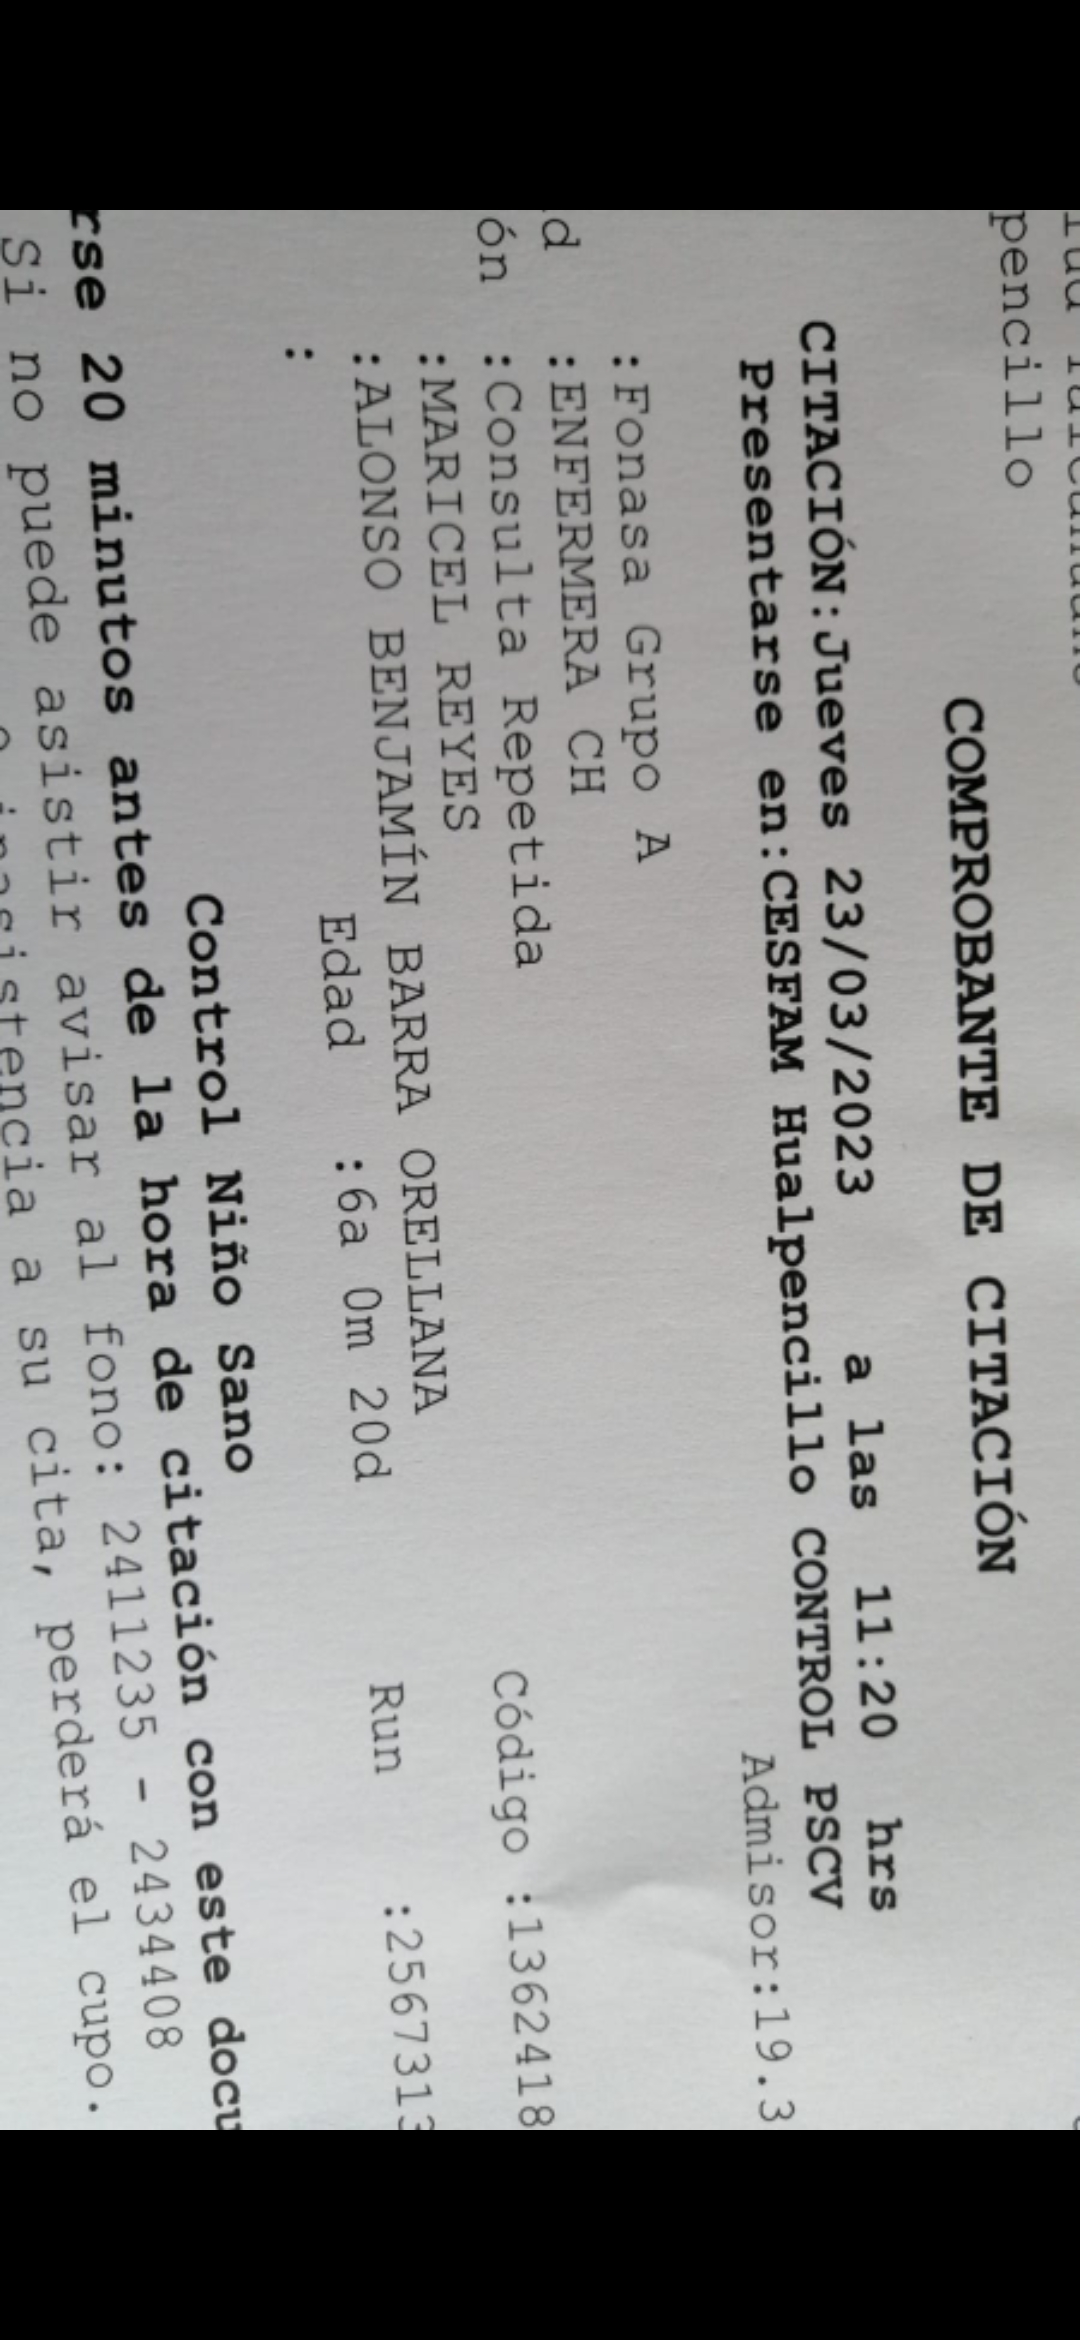 pencillo
COMPROBANTE DE CITACIÓN
CITACIÓN:Jueves 23/03/2023 a las 11:20 hrs
Presentarse en:CESFAM Hualpencillo CONTROL PSCV
Admisor:19.3
:Fonasa Grupo A
d :ENFERMERA CH
ón :Consulta Repetida Código :1362418
:MARICEL REYES
:ALONSO BENJAMÍN BARRA ORELLANA Run :2567313
: Edad :6a 0m 20d
Control Niño Sano
rse 20 minutos antes de la hora de citación con este docu
Si no puede asistir avisar al fono: 2411235 - 2434408
inasistencia a su cita, perderá el cupo.